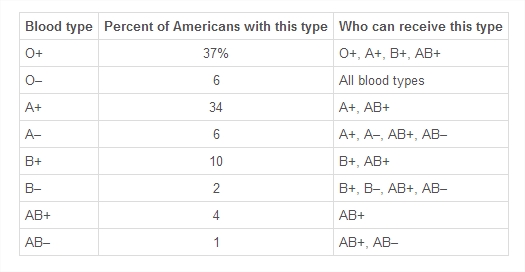 Blood type Percent of Americans with this type Who can receive this type
O+ 37% O+, A+, B+, AB+
O– 6 All blood types
A+ 34 A+, AB+
A– 6 A+, A–, AB+, AB–
B+ 10 B+, AB+
B– 2 B+, B–, AB+, AB–
AB+ 4 AB+
AB– 1 AB+, AB–